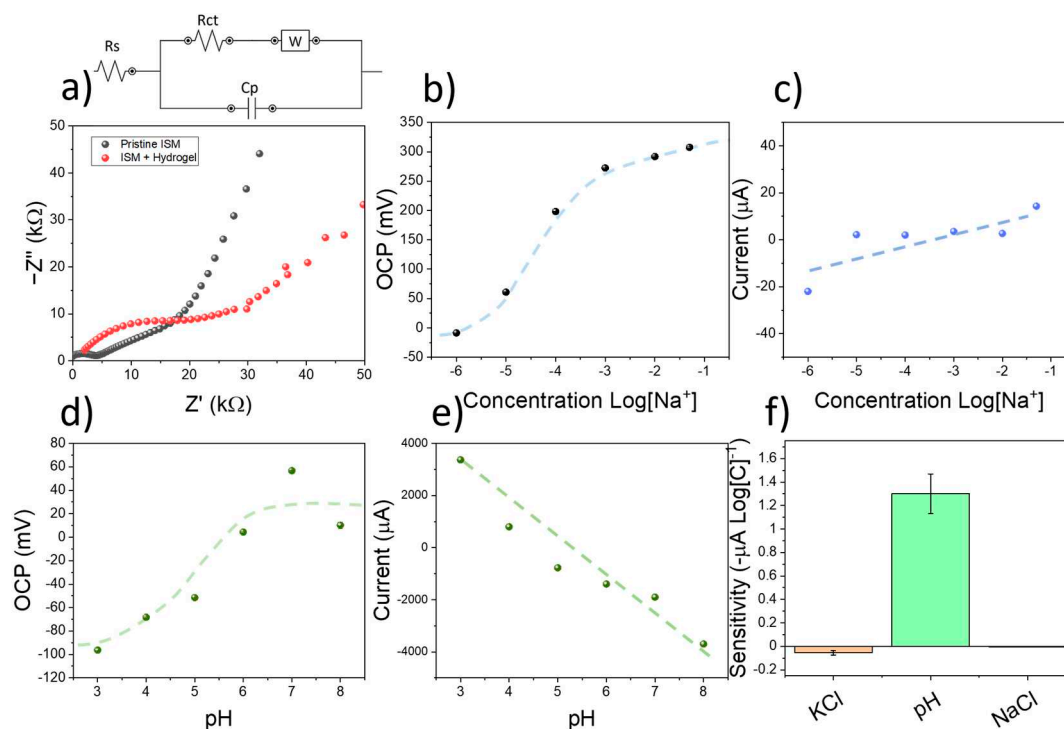 Rct
Rs
W
Cp
a)
b)
c)
Pristine ISM
ISM + Hydrogel
50
40
30
20
10
0
−Z'' (kΩ)
0 10 20 30 40 50
Z' (kΩ)
350
300
250
200
150
100
50
0
-50
OCP (mV)
-6 -5 -4 -3 -2 -1
Concentration Log[Na⁺]
40
20
0
-20
-40
Current (μA)
-6 -5 -4 -3 -2 -1
Concentration Log[Na⁺]
d)
e)
f)
80
60
40
20
0
-20
-40
-60
-80
-100
-120
OCP (mV)
3 4 5 6 7 8
pH
4000
2000
0
-2000
-4000
Current (μA)
3 4 5 6 7 8
pH
1.6
1.4
1.2
1
0.8
0.6
0.4
0.2
0
-0.2
Sensitivity (-μA Log[C]⁻¹)
KCl pH NaCl